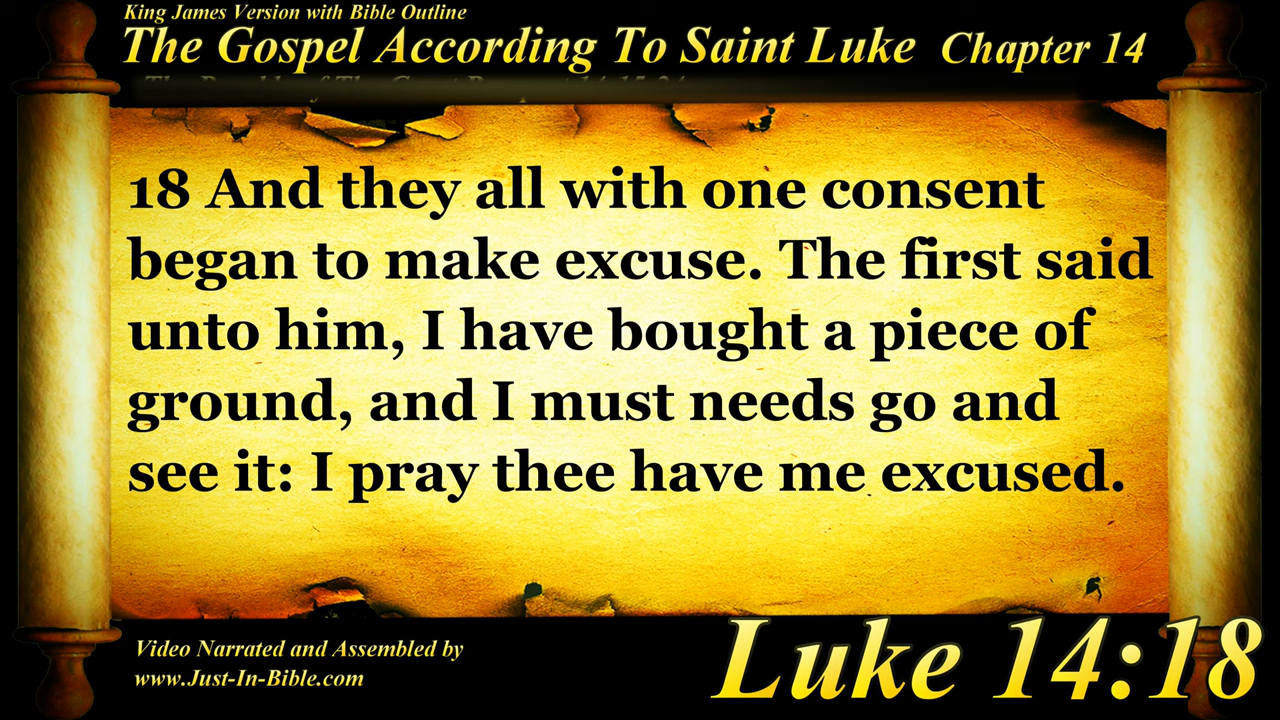 King James Version with Bible Outline
The Gospel According To Saint Luke Chapter 14
18 And they all with one consent
began to make excuse. The first said
unto him, I have bought a piece of
ground, and I must needs go and
see it: I pray thee have me excused.
Video Narrated and Assembled by
www.Just-In-Bible.com
Luke 14:18